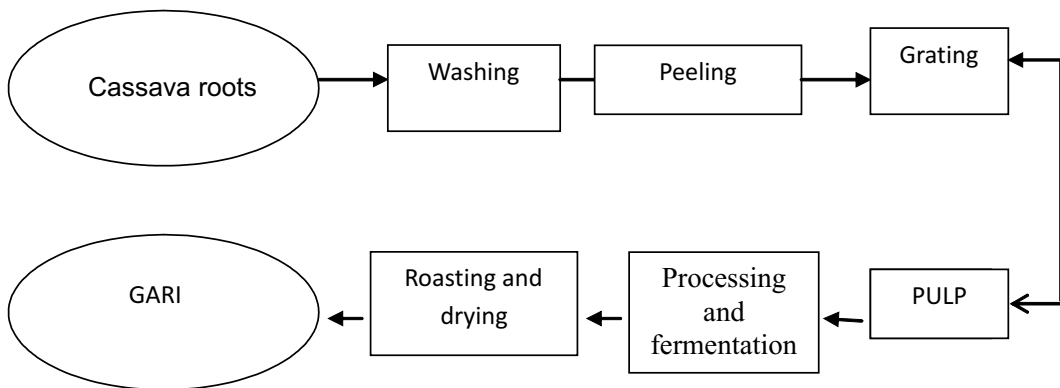 Cassava roots
Washing
Peeling
Grating
GARI
Roasting and
drying
Processing
and
fermentation
PULP